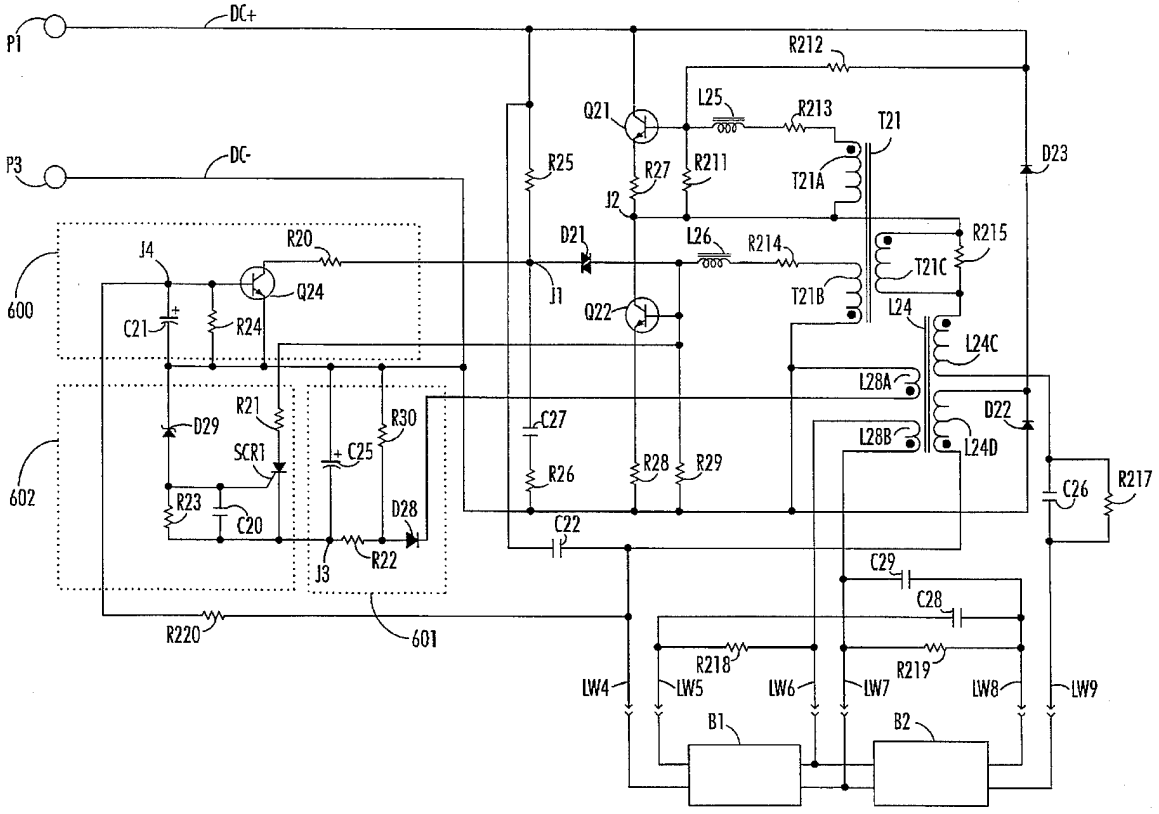 P1
DC+
R212
Q21
L25
R213
T21
P3
DC-
R25
R27
R211
T21A
D23
J2
J4
R20
D21
L26
R214
R215
600
C21
R24
Q24
J1
Q22
T21B
T21C
L24
L24C
R21
D29
R30
L28A
D22
C27
SCR1
C25
L28B
L24D
602
R23
C20
R26
R28
R29
C26
R217
D28
C22
J3
R22
C29
C28
R220
601
R218
R219
LW4
LW5
LW6
LW7
LW8
LW9
B1
B2